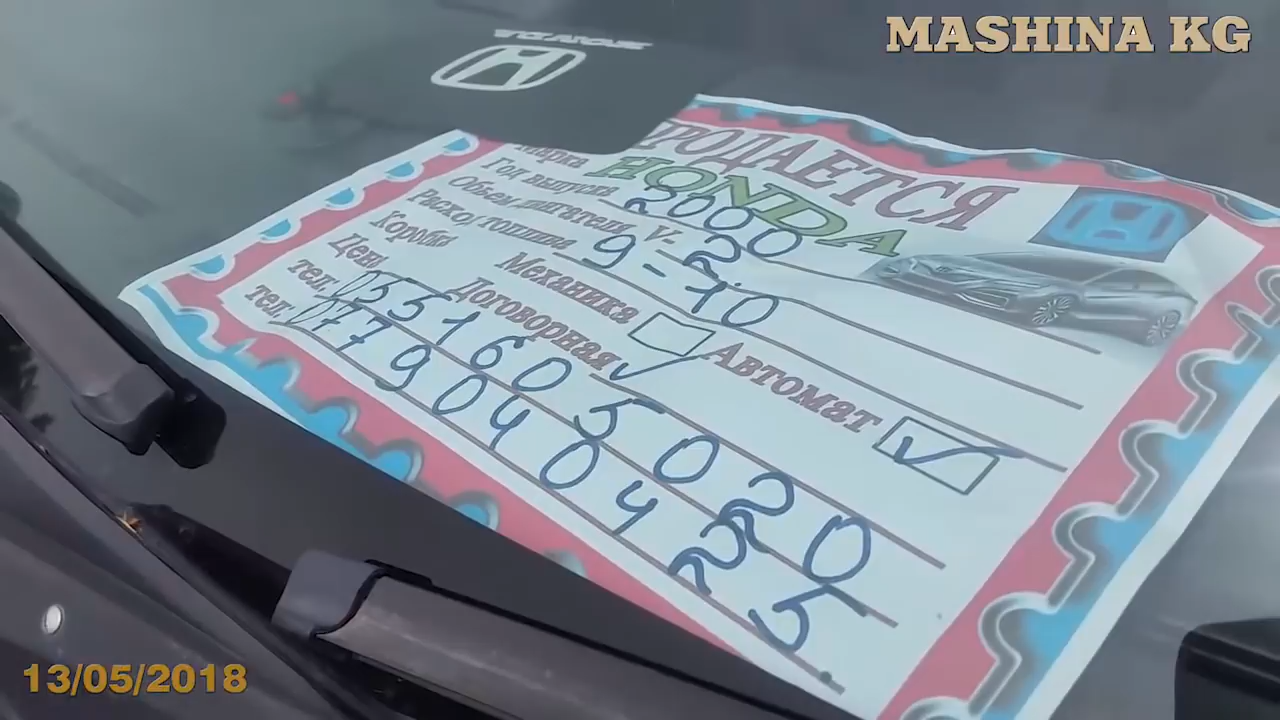 MASHINA KG
HONDA
ПРОДАЕТСЯ
Марка HONDA
Год выпуска 2000
Объем двигателя V- 2.0
Расход топлива 9-10
Коробка Механика Автомат ✓
Цена Договорная ✓
тел: 0551605020
тел: 0779040425
13/05/2018